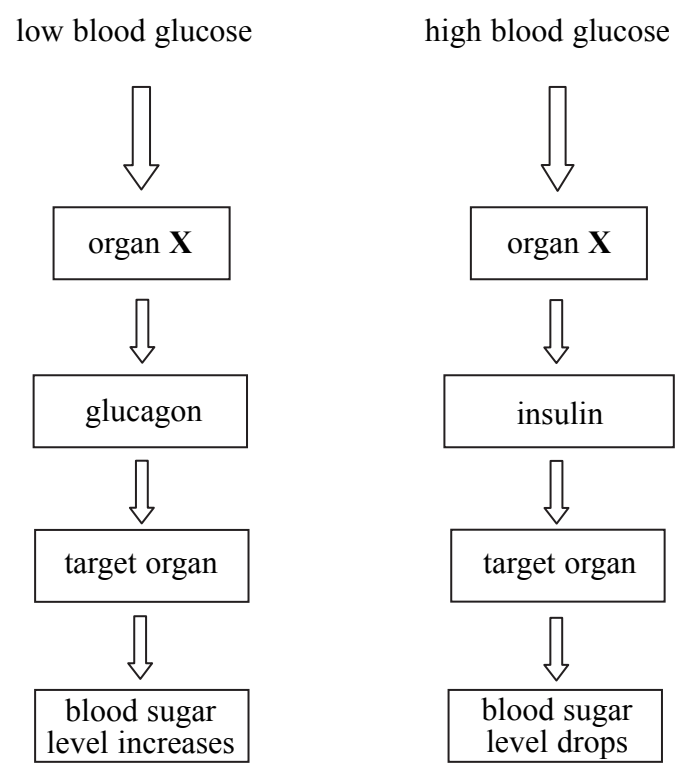 low blood glucose
organ X
glucagon
target organ
blood sugar
level increases
high blood glucose
organ X
insulin
target organ
blood sugar
level drops